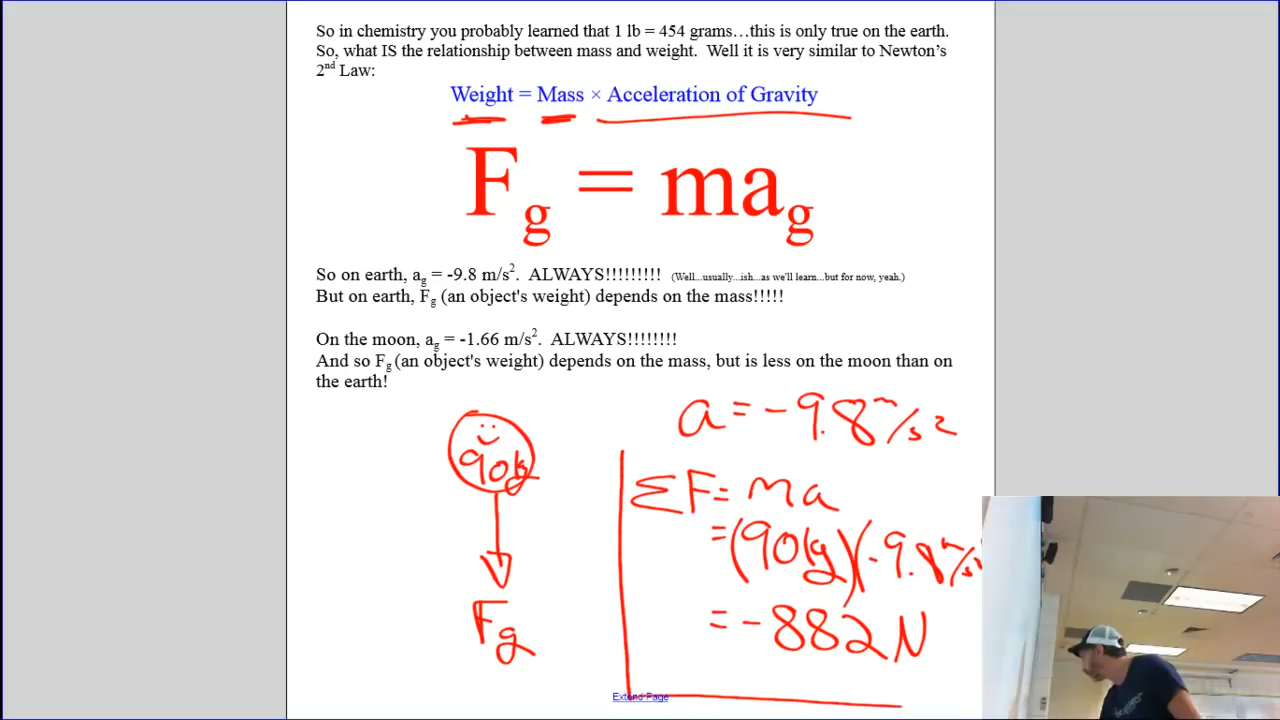 So in chemistry you probably learned that 1 lb = 454 grams…this is only true on the earth.
So, what IS the relationship between mass and weight.  Well it is very similar to Newton's
2nd Law:
Weight = Mass × Acceleration of Gravity
Fg = mag
So on earth, ag = -9.8 m/s2.  ALWAYS!!!!!!!!!  (Well...usually...ish...as we'll learn...but for now, yeah.)
But on earth, Fg (an object's weight) depends on the mass!!!!!
On the moon, ag = -1.66 m/s2.  ALWAYS!!!!!!!!
And so Fg (an object's weight) depends on the mass, but is less on the moon than on
the earth!
a = -9.8 m/s2
90kg
ΣF = ma
= (90kg)(-9.8 m/s2
= -882 N
Fg
Extend Page